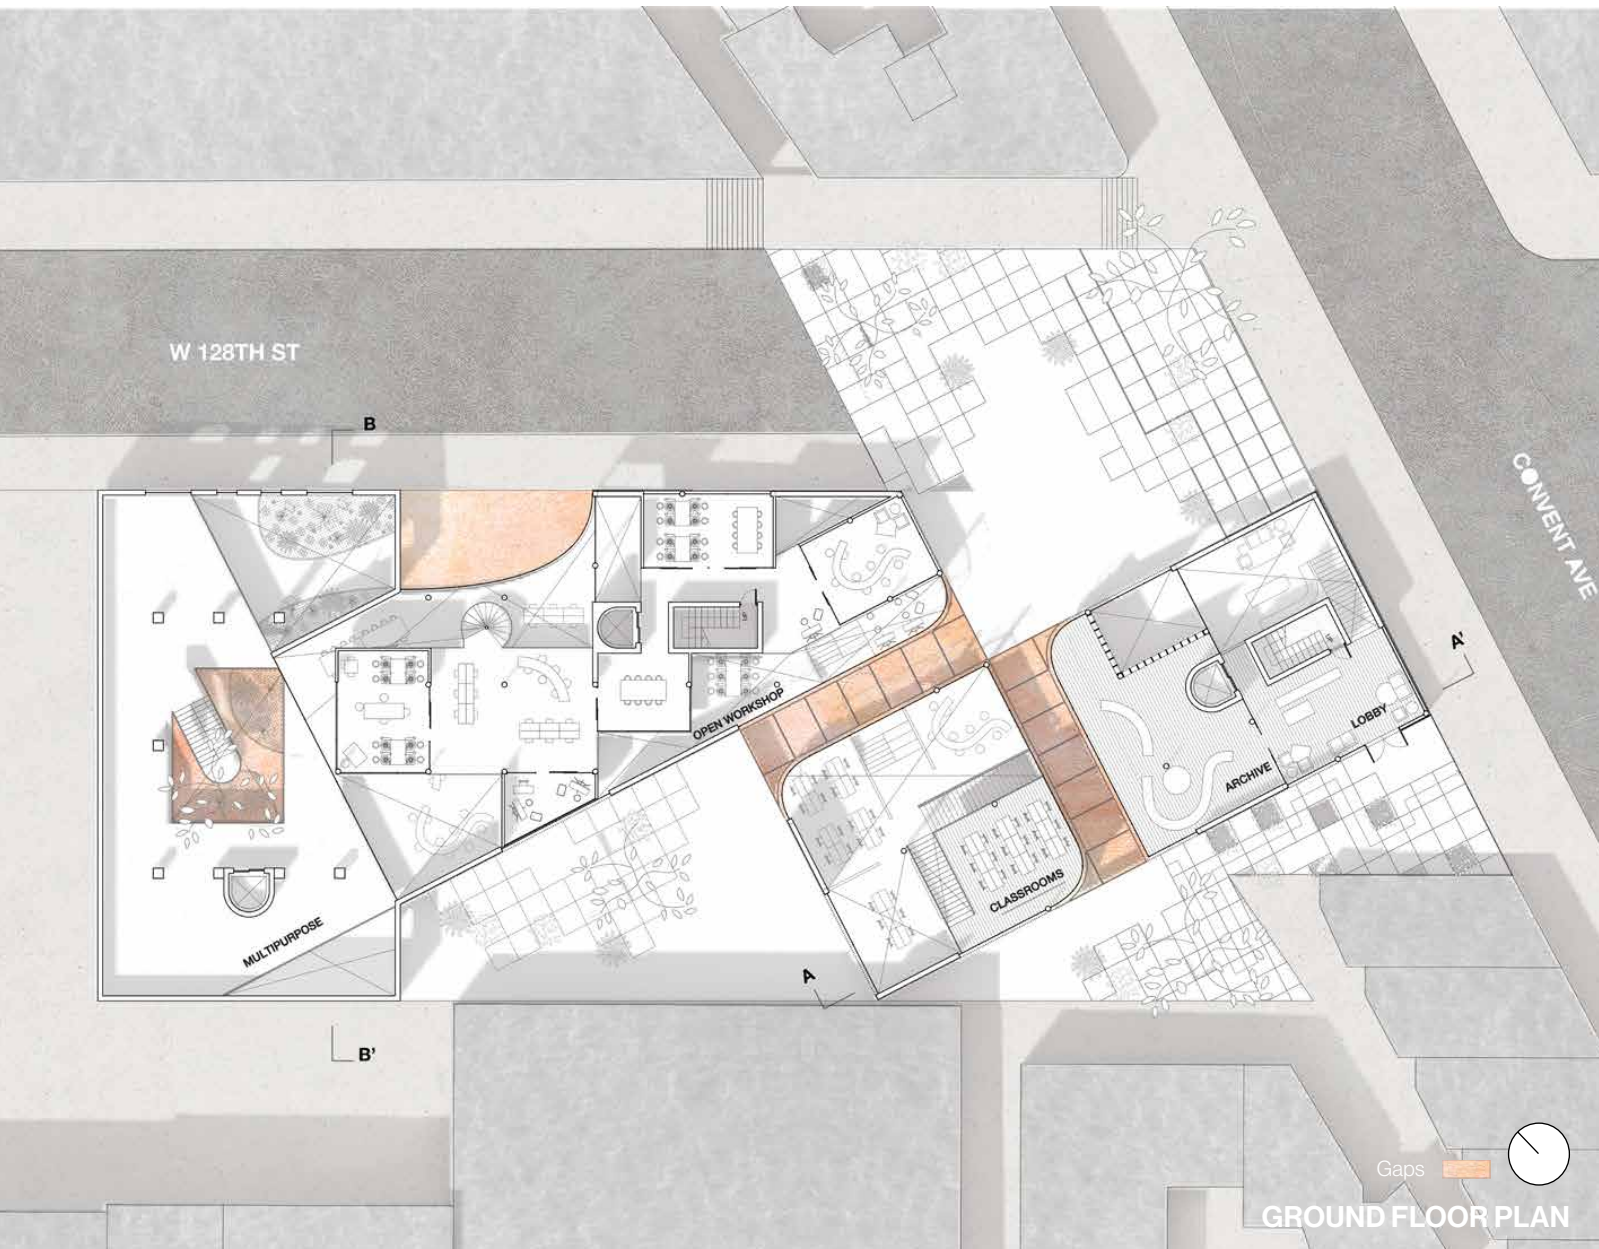 W 128TH ST
B
CONVENT AVE
A'
OPEN WORKSHOP
LOBBY
ARCHIVE
CLASSROOMS
MULTIPURPOSE
A
B'
Gaps
GROUND FLOOR PLAN